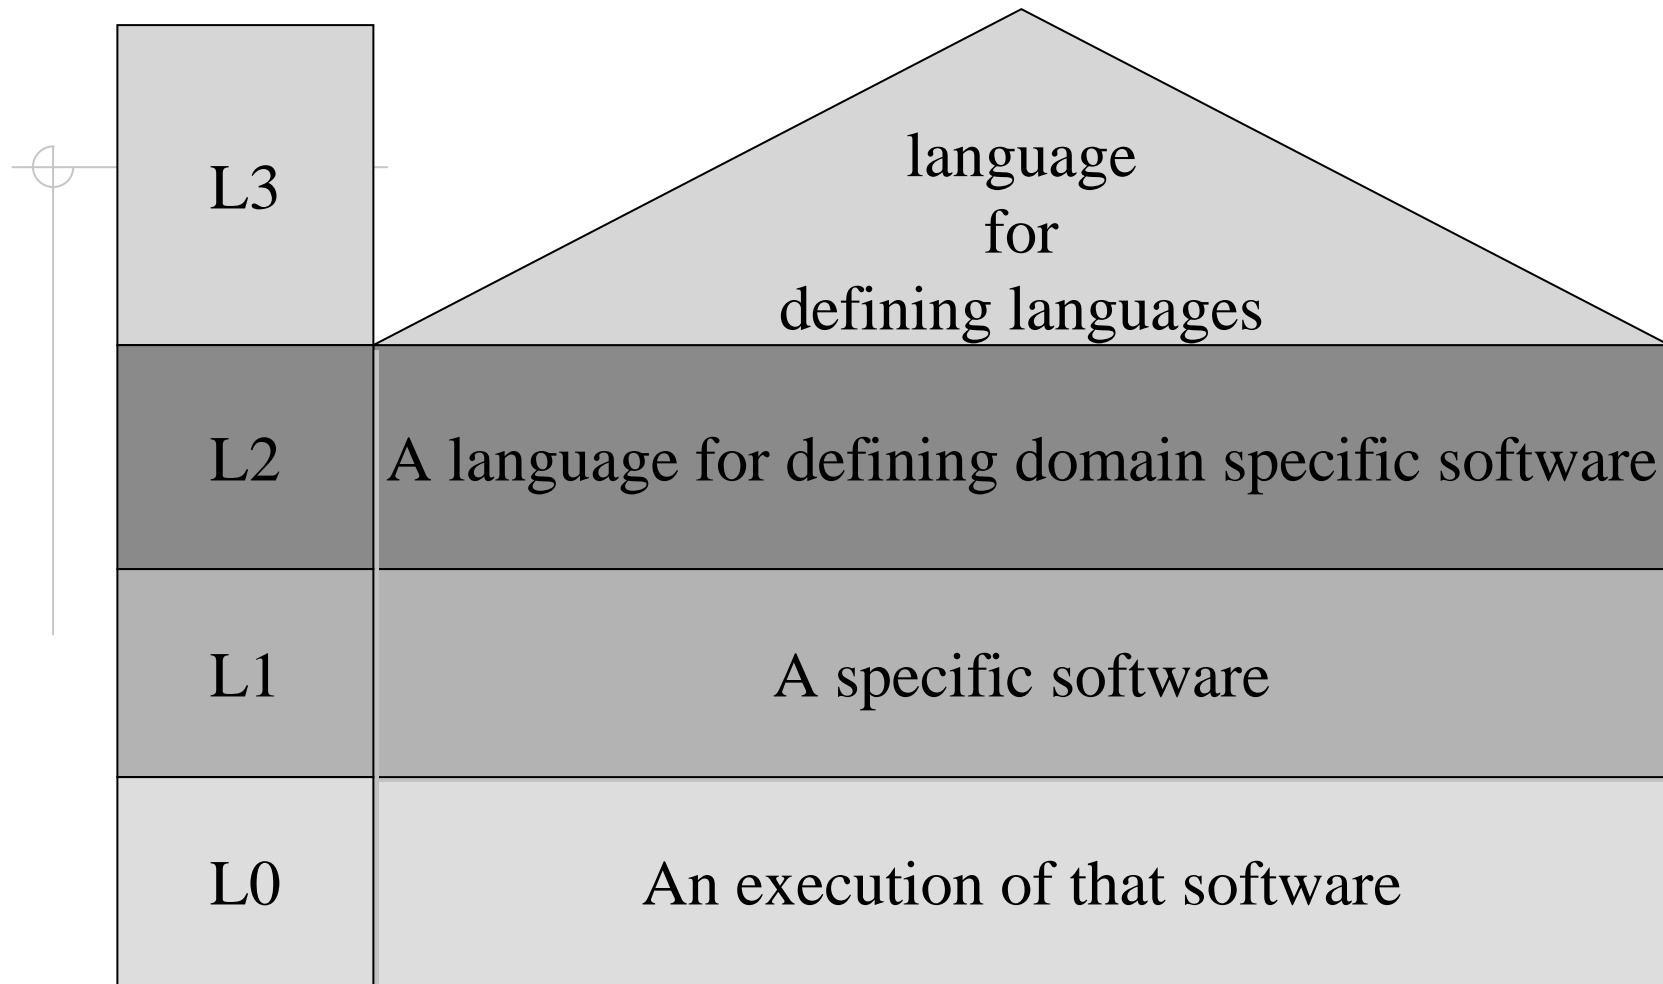 L3
language
for
defining languages
L2
A language for defining domain specific software
L1
A specific software
L0
An execution of that software